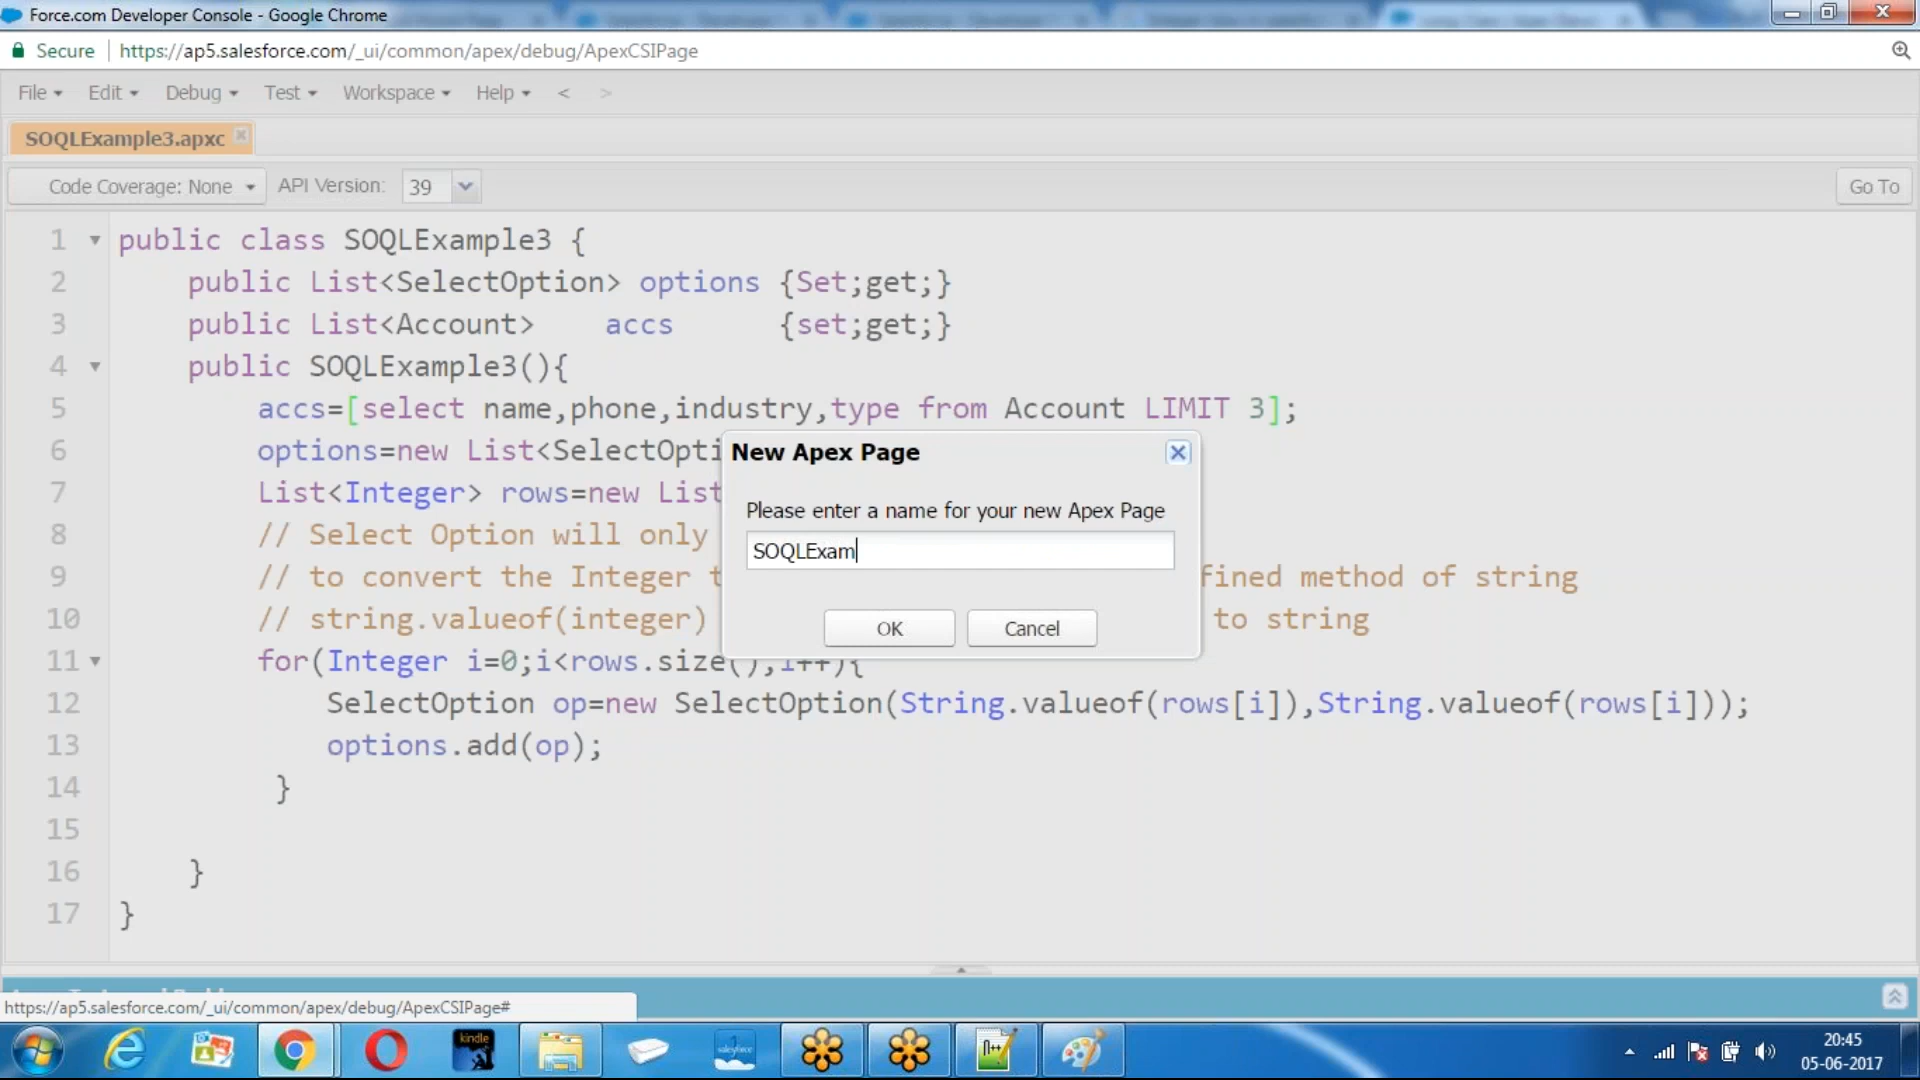 Force.com Developer Console - Google Chrome
Secure https://ap5.salesforce.com/_ui/common/apex/debug/ApexCSIPage
File Edit Debug Test Workspace Help < >
SOQLExample3.apxc
Code Coverage: None API Version: 39 Go To
1 public class SOQLExample3 {
2 public List<SelectOption> options {Set;get;}
3 public List<Account> accs {set;get;}
4 public SOQLExample3(){
5 accs=[select name,phone,industry,type from Account LIMIT 3];
6 options=new List<SelectOpti
7 List<Integer> rows=new List
8 // Select Option will only
9 // to convert the Integer t fined method of string
10 // string.valueof(integer) to string
11 for(Integer i=0;i<rows.size(),i++){
12 SelectOption op=new SelectOption(String.valueof(rows[i]),String.valueof(rows[i]));
13 options.add(op);
14 }
15
16 }
17 }
New Apex Page
Please enter a name for your new Apex Page
SOQLExam
OK Cancel
https://ap5.salesforce.com/_ui/common/apex/debug/ApexCSIPage#
kindle
salesforce
20:45
05-06-2017